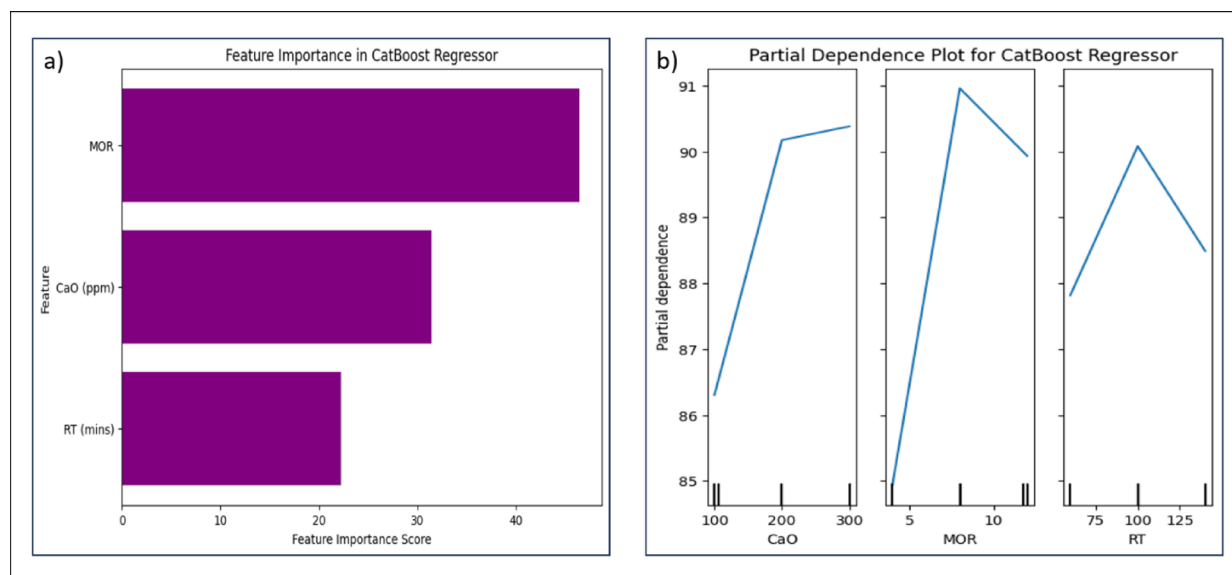 a)
Feature Importance in CatBoost Regressor
MOR
CaO (ppm)
RT (mins)
Feature
0 10 20 30 40
Feature Importance Score
b)
Partial Dependence Plot for CatBoost Regressor
91
90
89
88
87
86
85
Partial dependence
100 200 300 5 10 75 100 125
CaO MOR RT